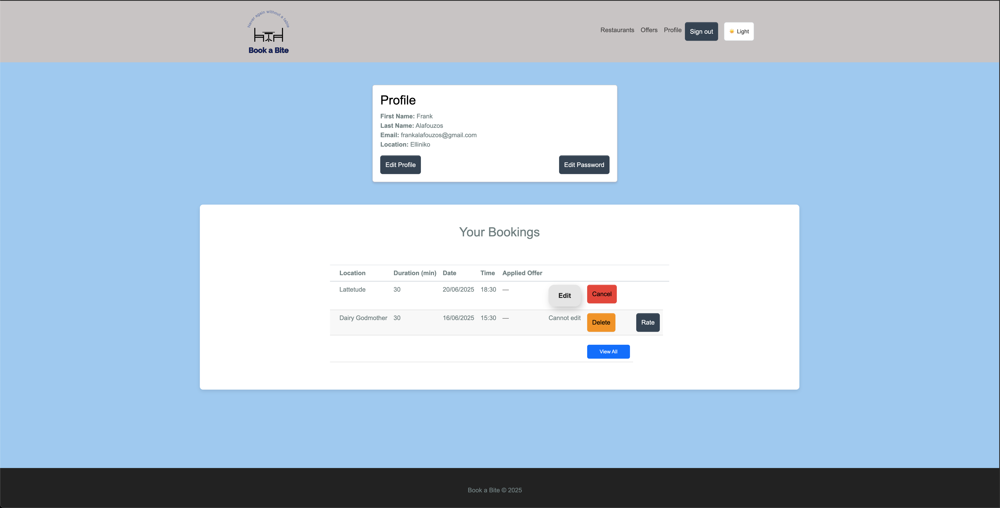 Never again without a table
Book a Bite
Restaurants Offers Profile Sign out Light
Profile
First Name: Frank
Last Name: Alafouzos
Email: frankalafouzos@gmail.com
Location: Elliniko
Edit Profile Edit Password
Your Bookings
Location Duration (min) Date Time Applied Offer
Lattetude 30 20/06/2025 18:30 — Edit Cancel
Dairy Godmother 30 16/06/2025 15:30 — Cannot edit Delete Rate
View All
Book a Bite © 2025